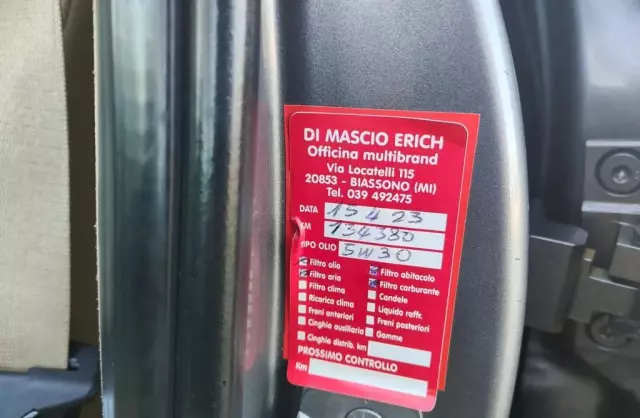 DI MASCIO ERICH
Officina multibrand
Via Locatelli 115
20853 - BIASSONO (MI)
Tel. 039 492475
DATA 15 4 23
KM 134380
TIPO OLIO 5W30
Filtro olio Filtro abitacolo
Filtro aria Filtro carburante
Filtro clima Candele
Ricarica clima Liquido raffr.
Freni anteriori Freni posteriori
Cinghia ausiliaria Gomme
Cinghia distrib. km
PROSSIMO CONTROLLO
Km